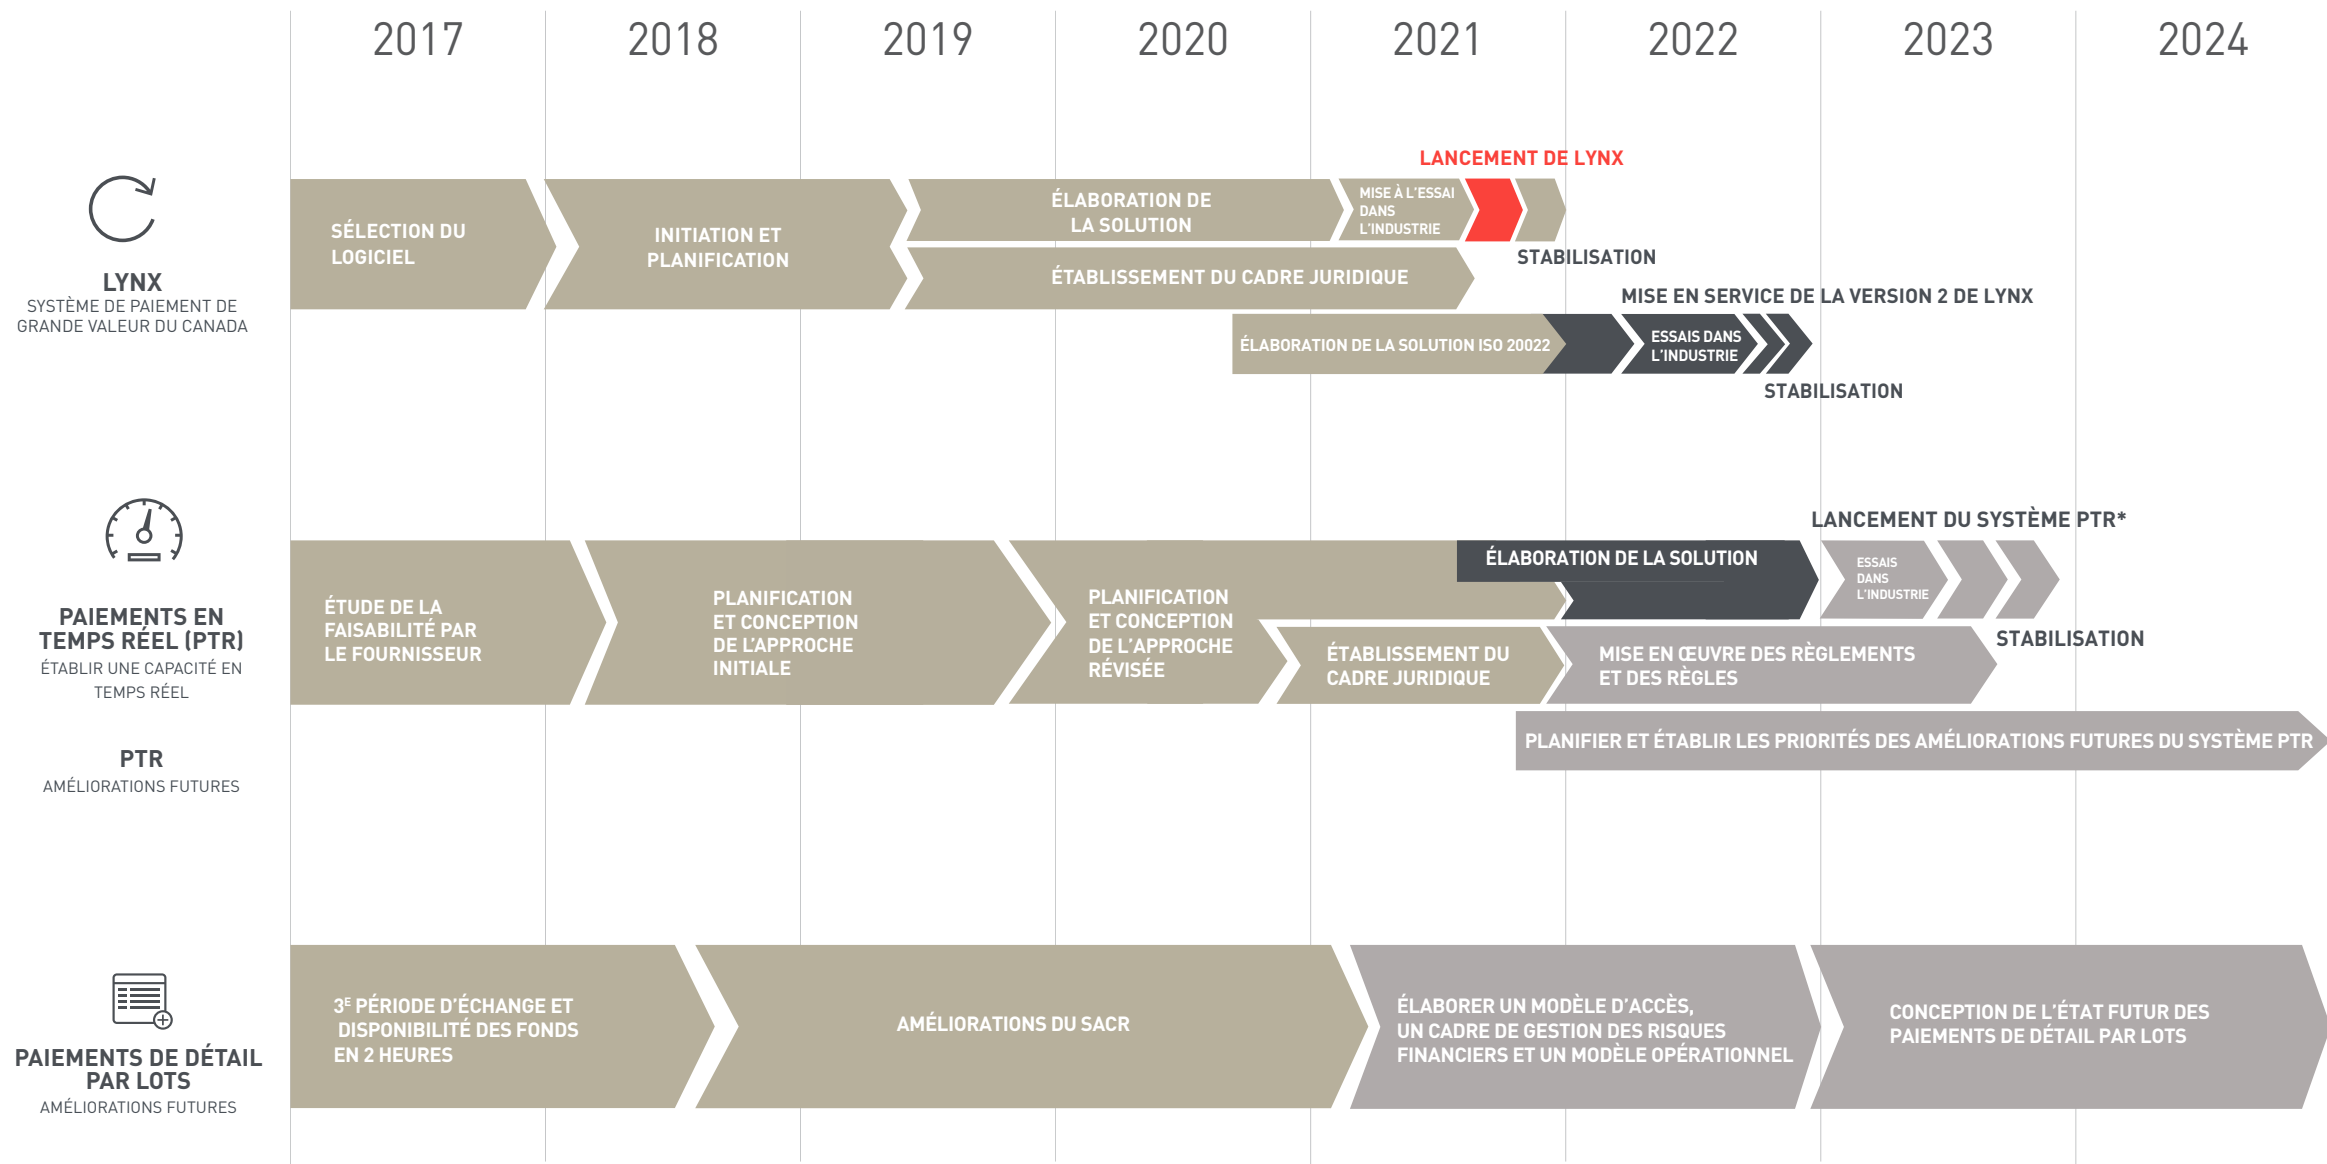 2017
2018
2019
2020
2021
2022
2023
2024
LYNX
SYSTÈME DE PAIEMENT DE
GRANDE VALEUR DU CANADA
SÉLECTION DU
LOGICIEL
INITIATION ET
PLANIFICATION
ÉLABORATION DE
LA SOLUTION
ÉTABLISSEMENT DU CADRE JURIDIQUE
MISE À L'ESSAI
DANS
L'INDUSTRIE
LANCEMENT DE LYNX
STABILISATION
MISE EN SERVICE DE LA VERSION 2 DE LYNX
ÉLABORATION DE LA SOLUTION ISO 20022
ESSAIS DANS
L'INDUSTRIE
STABILISATION
PAIEMENTS EN
TEMPS RÉEL (PTR)
ÉTABLIR UNE CAPACITÉ EN
TEMPS RÉEL
PTR
AMÉLIORATIONS FUTURES
ÉTUDE DE LA
FAISABILITÉ PAR
LE FOURNISSEUR
PLANIFICATION
ET CONCEPTION
DE L'APPROCHE
INITIALE
PLANIFICATION
ET CONCEPTION
DE L'APPROCHE
RÉVISÉE
ÉLABORATION DE LA SOLUTION
ÉTABLISSEMENT DU
CADRE JURIDIQUE
LANCEMENT DU SYSTÈME PTR*
ESSAIS
DANS
L'INDUSTRIE
STABILISATION
MISE EN ŒUVRE DES RÈGLEMENTS
ET DES RÈGLES
PLANIFIER ET ÉTABLIR LES PRIORITÉS DES AMÉLIORATIONS FUTURES DU SYSTÈME PTR
PAIEMENTS DE DÉTAIL
PAR LOTS
AMÉLIORATIONS FUTURES
3E PÉRIODE D'ÉCHANGE ET
DISPONIBILITÉ DES FONDS
EN 2 HEURES
AMÉLIORATIONS DU SACR
ÉLABORER UN MODÈLE D'ACCÈS,
UN CADRE DE GESTION DES RISQUES
FINANCIERS ET UN MODÈLE OPÉRATIONNEL
CONCEPTION DE L'ÉTAT FUTUR DES
PAIEMENTS DE DÉTAIL PAR LOTS